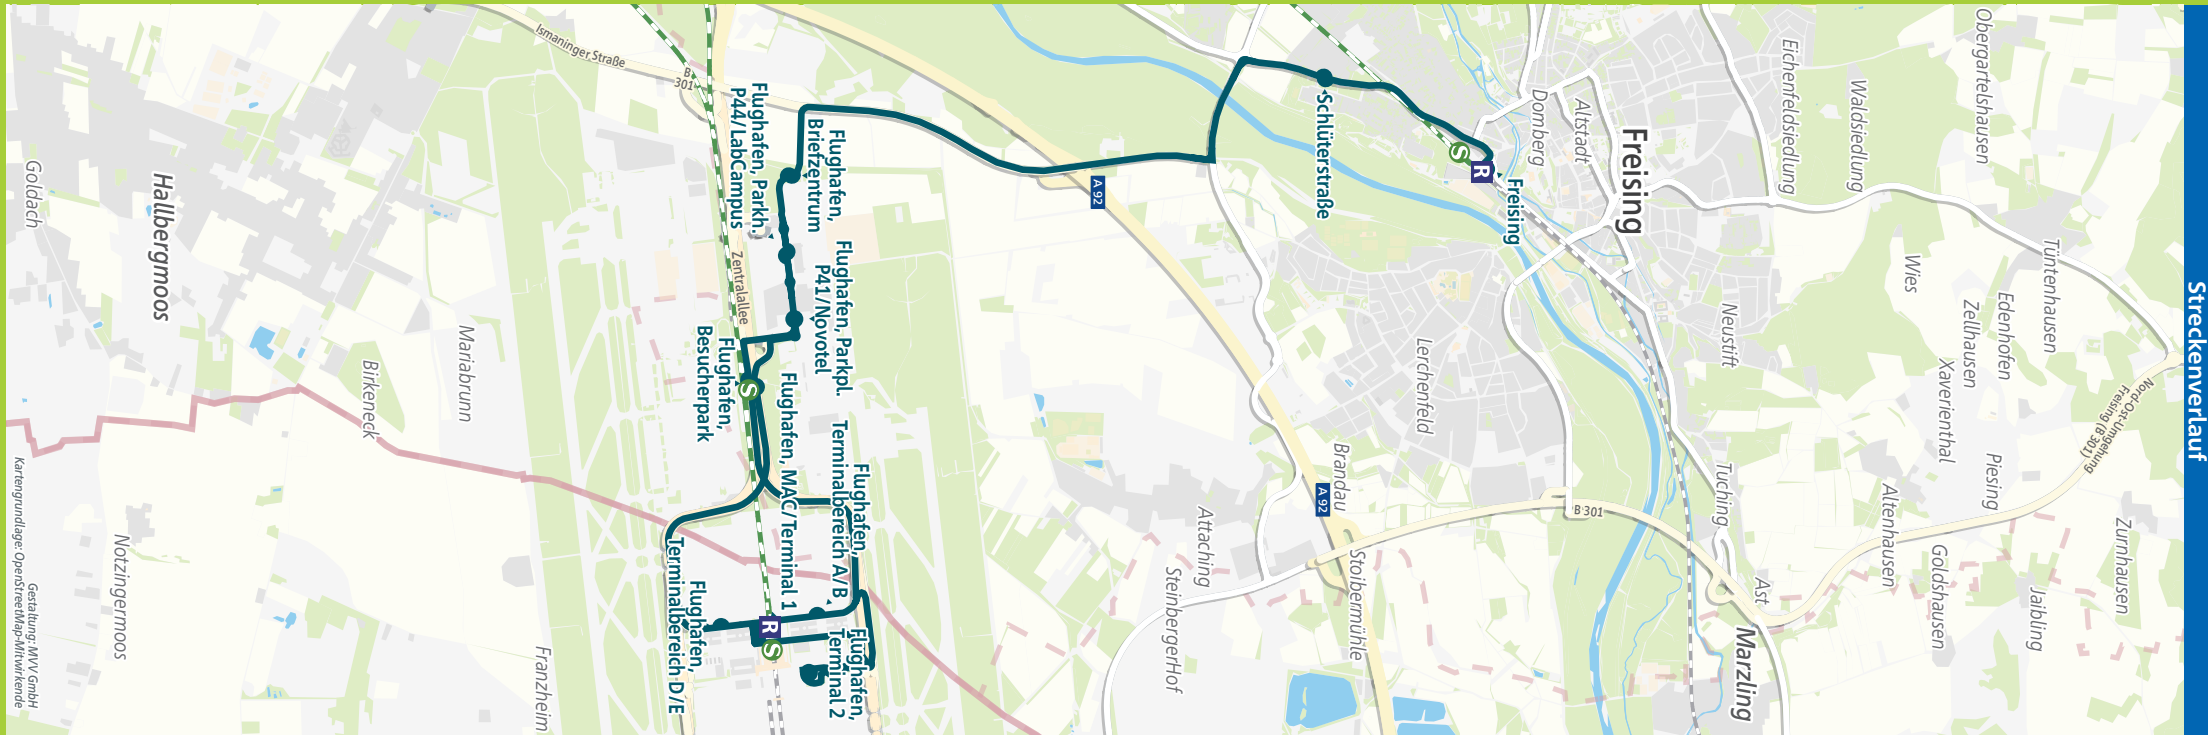 Streckenverlauf
Obergartelshausen
Eichenfeldsiedlung
Waldsiedlung
Tüntenhausen
Wies
Edenhofen
Zellhausen
Xaverienthal
Nord-Ost-Umgehung
Freising (B 301)
Piesing
Zurnhausen
Altenhausen
Goldshausen
Jaibling
Neustift
Tuching
Ast
Marzling
Freising
Altstadt
Domberg
Freising
R
S
Schlüterstraße
Lerchenfeld
B 301
Brandau
A 92
Stoibermühle
Attaching
SteinbergerHof
A 92
Ismaninger Straße
B
301
Flughafen,
Briefzentrum
Flughafen, Parkh.
P44/LabCampus
Flughafen, Parkpl.
P41/Novotel
Zentralallee
Flughafen,
Besucherpark
S
Flughafen, MAC/Terminal 1
Flughafen,
Terminalbereich A/B
Flughafen,
Terminal 2
R
S
Flughafen,
Terminalbereich D/E
Goldach
Hallbergmoos
Mariabrunn
Birkeneck
Notzingermoos
Franzheim
Gestaltung: MVV GmbH
Kartengrundlage: OpenStreetMap-Mitwirkende